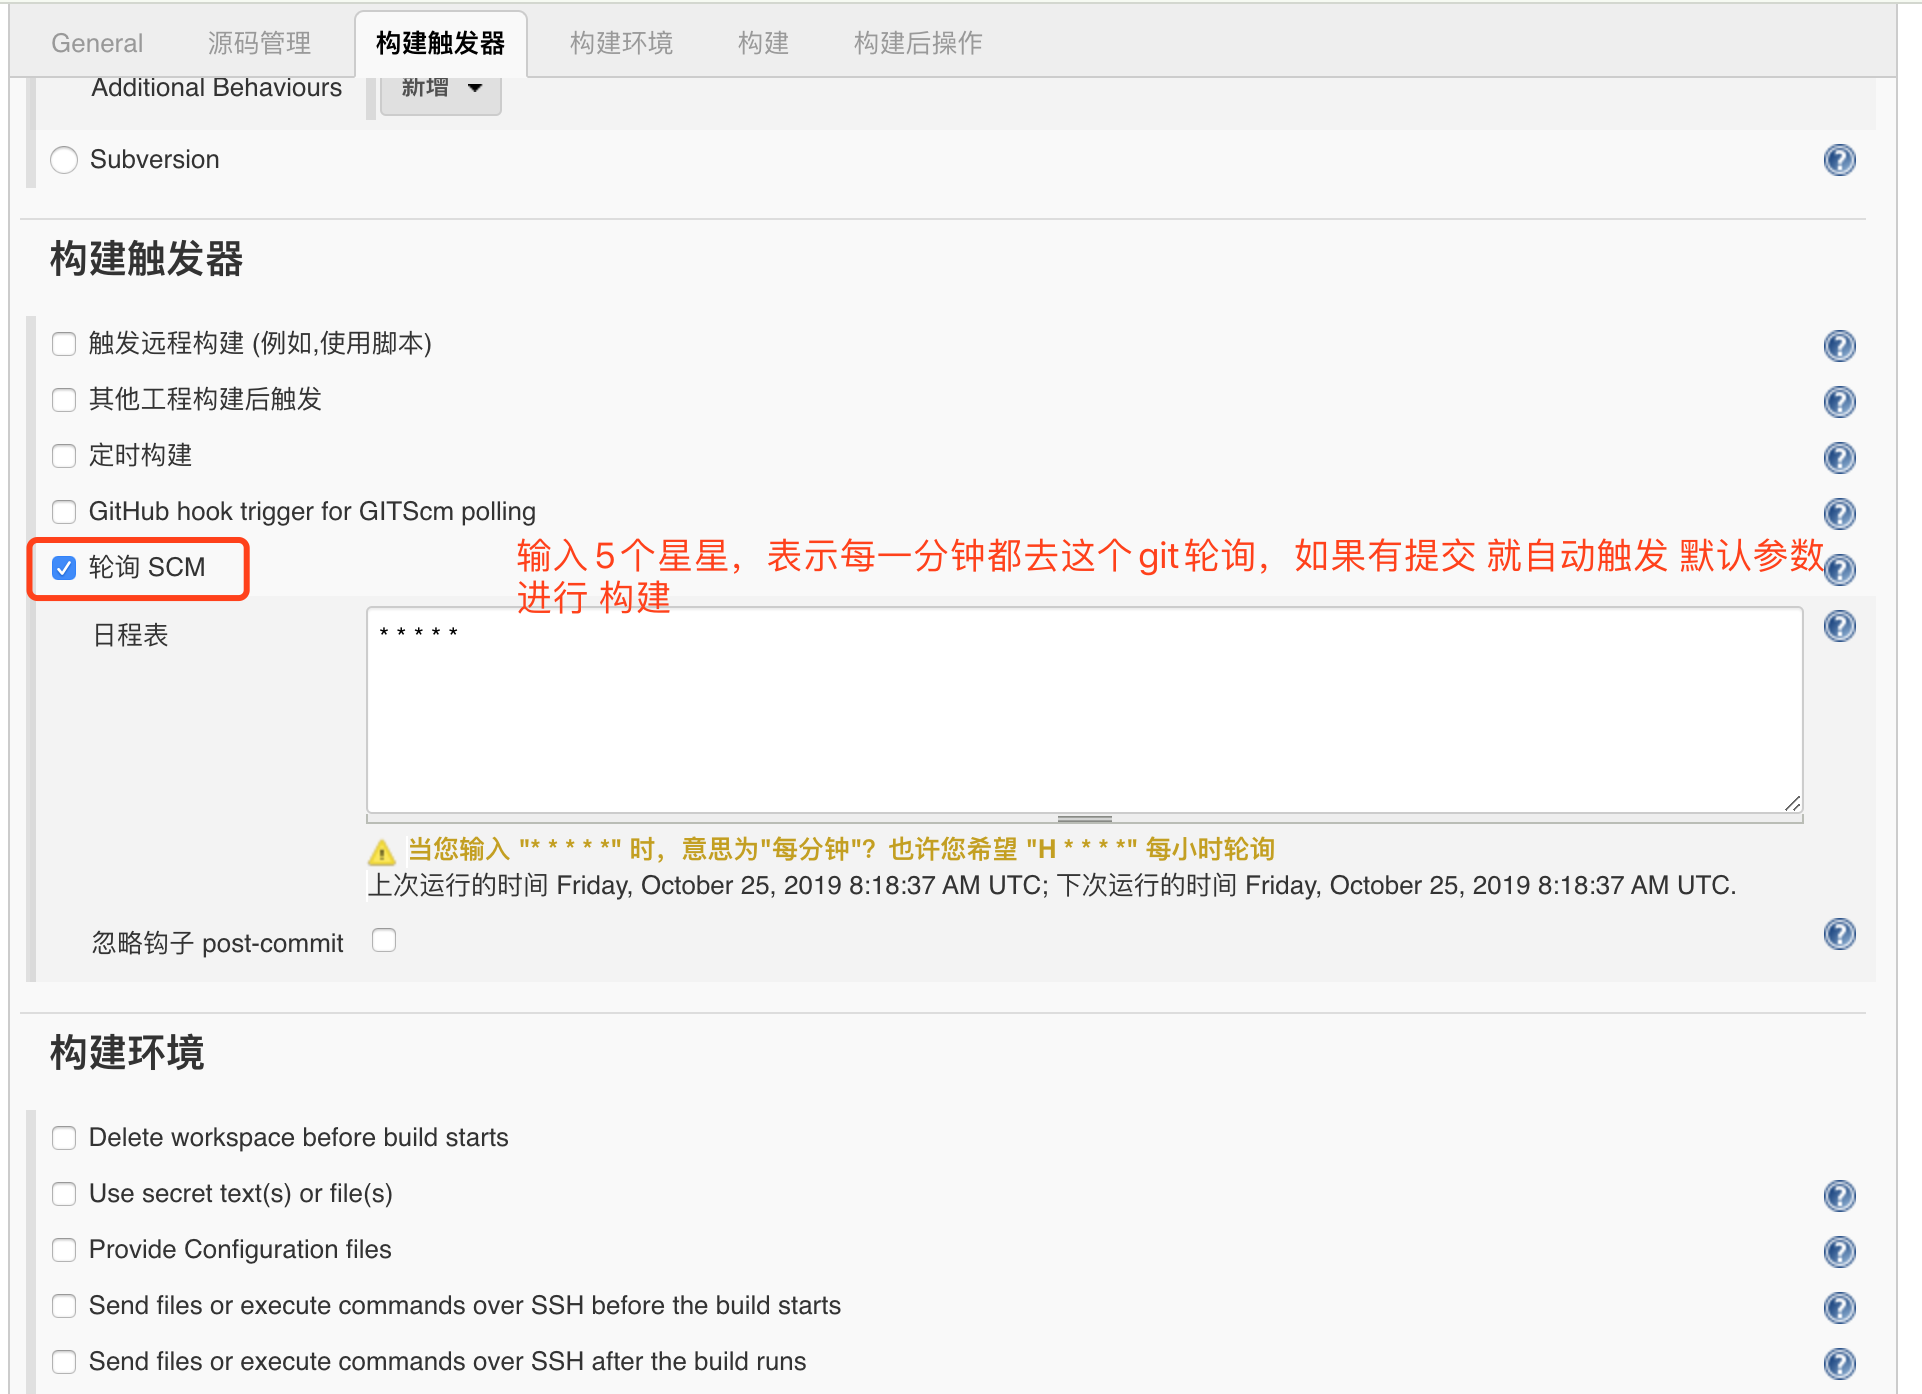 General 源码管理 构建触发器 构建环境 构建 构建后操作
Additional Behaviours 新增
Subversion
构建触发器
触发远程构建 (例如,使用脚本)
其他工程构建后触发
定时构建
GitHub hook trigger for GITScm polling
轮询 SCM
输入5个星星，表示每一分钟都去这个git轮询，如果有提交 就自动触发 默认参数
进行 构建
日程表
* * * * *
当您输入 "* * * * *" 时，意思为"每分钟"？也许您希望 "H * * * *" 每小时轮询
上次运行的时间 Friday, October 25, 2019 8:18:37 AM UTC; 下次运行的时间 Friday, October 25, 2019 8:18:37 AM UTC.
忽略钩子 post-commit
构建环境
Delete workspace before build starts
Use secret text(s) or file(s)
Provide Configuration files
Send files or execute commands over SSH before the build starts
Send files or execute commands over SSH after the build runs